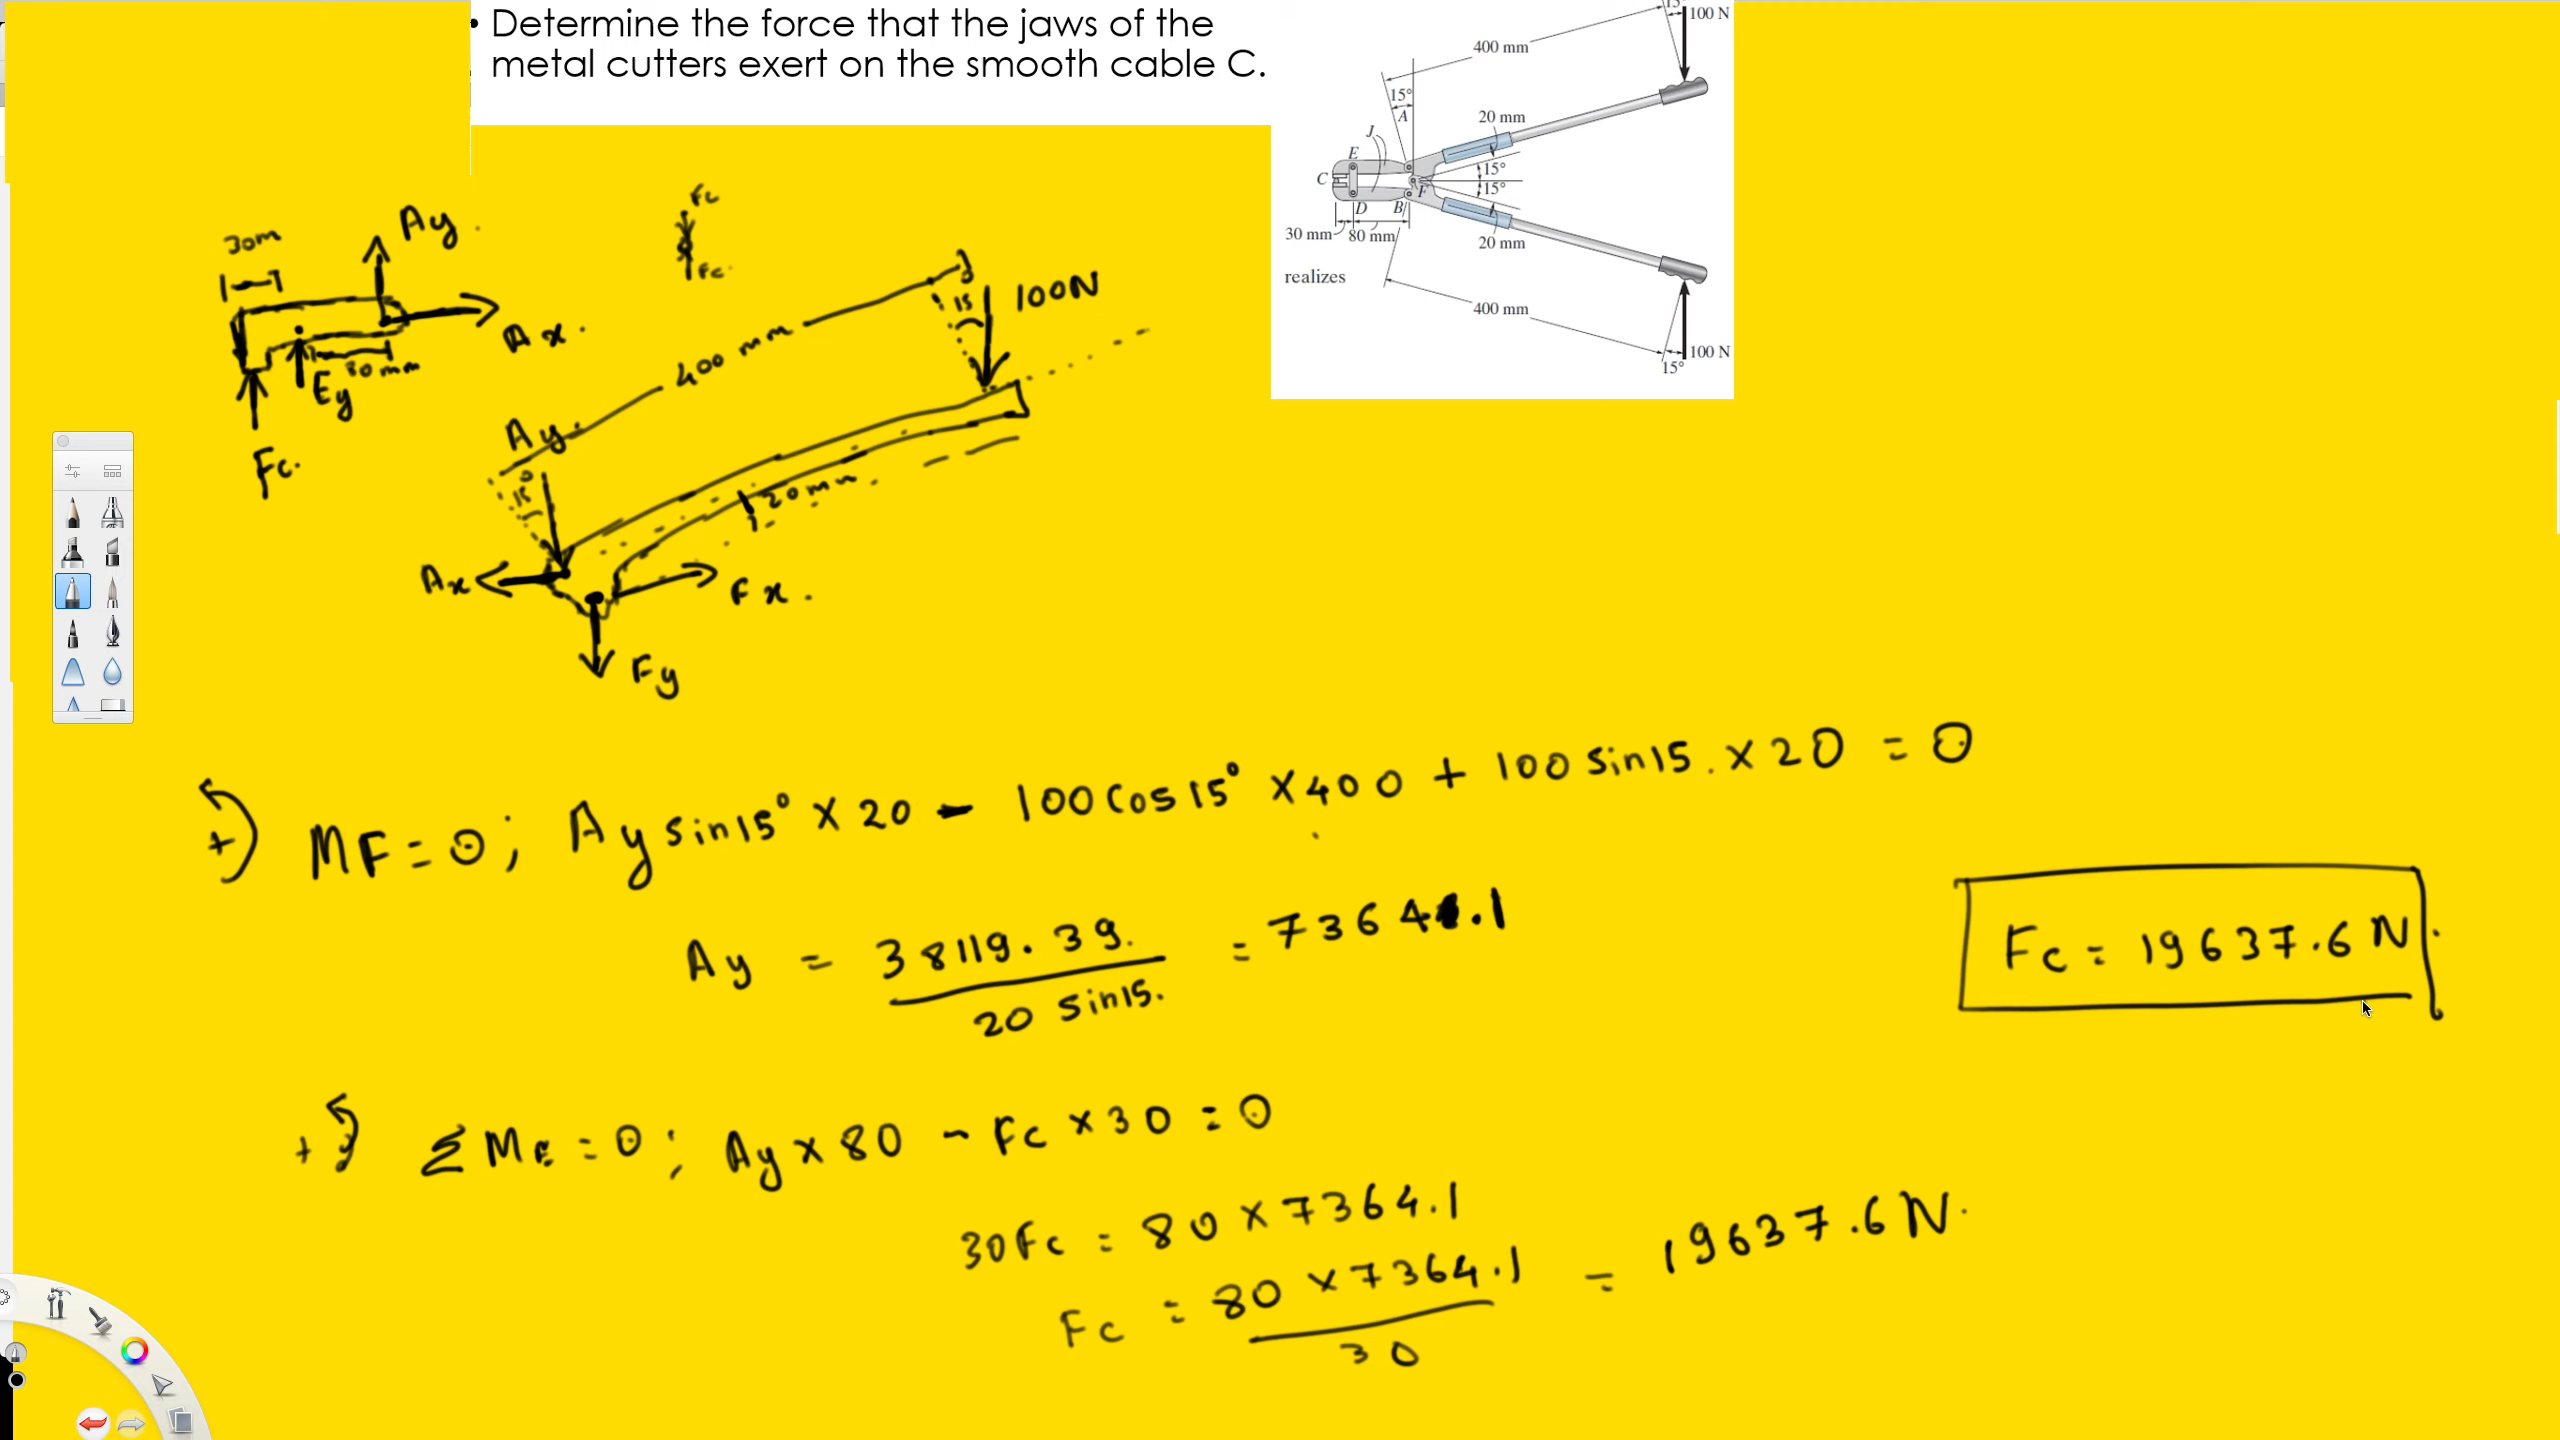 • Determine the force that the jaws of the
metal cutters exert on the smooth cable C.
15°
100 N
400 mm
15°
A
20 mm
J
E
15°
C
15°
F
D
B
30 mm
80 mm
20 mm
realizes
400 mm
100 N
15°
30m
Ay.
Ax.
80mm
Ey
Fc.
Fc
Fc.
400 mm
15
100N
Ay.
15°
20mm.
Ax
Fx.
Fy
+ MF = 0; Ay sin15° × 20 - 100 Cos 15° × 400 + 100 sin15. × 20 = 0
Ay = 38119.39. / 20 sin15. = 7364.1
Fc = 19637.6 N.
+ ΣME = 0; Ay × 80 - Fc × 30 = 0
30Fc = 80 × 7364.1
Fc = 80 × 7364.1 / 30 = 19637.6 N.